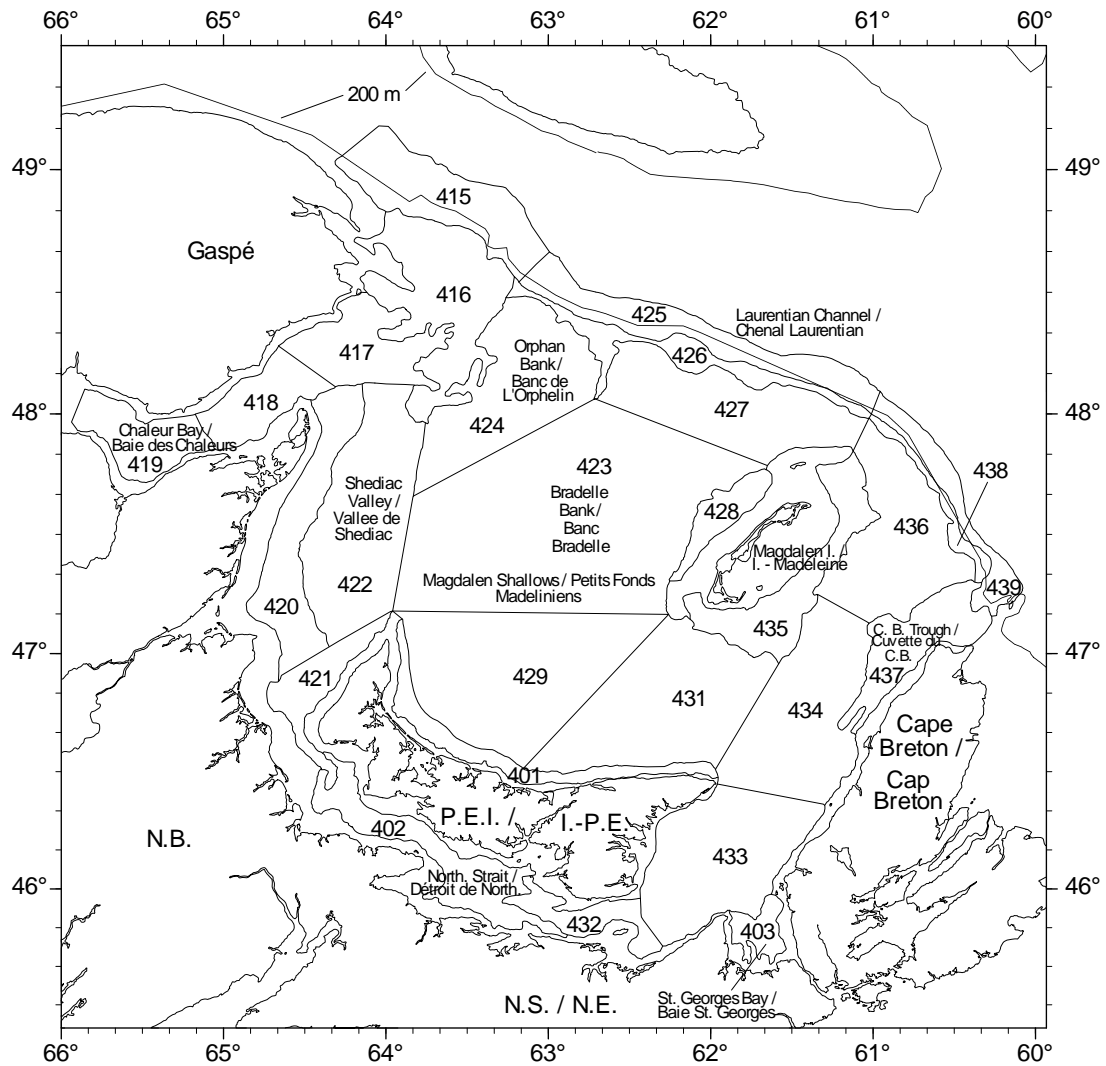 66° 65° 64° 63° 62° 61° 60°
200 m
49° 49°
415
Gaspé
416
425
Laurentian Channel /
Chenal Laurentian
417
Orphan
Bank/
Banc de
L'Orphelin
426
48° 48°
418
427
424
Chaleur Bay /
Baie des Chaleurs
419
423
Bradelle
Bank/
Banc
Bradelle
438
Shediac
Valley /
Vallee de
Shediac
428
436
Magdalen I. /
I. - Madeleine
422
Magdalen Shallows / Petits Fonds
Madeliniens
439
420
435
C. B. Trough /
Cuvette du
C.B.
47° 47°
421
429
437
431
434
Cape
Breton /
Cap
Breton
401
P.E.I. /
I.-P.E.
402
N.B.
433
North. Strait /
Détroit de North.
46° 46°
432
403
St. Georges Bay /
Baie St. Georges
N.S. / N.E.
66° 65° 64° 63° 62° 61° 60°